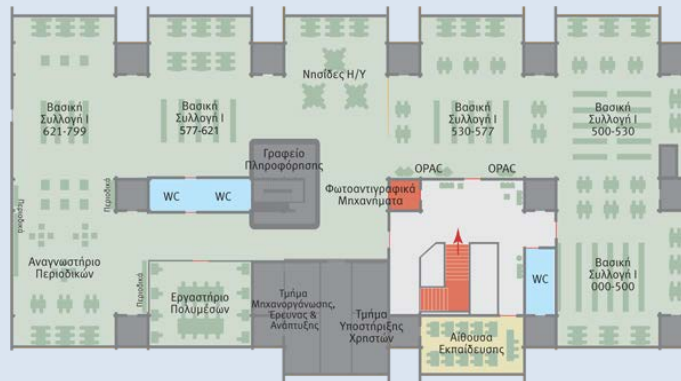 Νησίδες Η/Υ
Βασική
Συλλογή Ι
621-799
Βασική
Συλλογή Ι
577-621
Βασική
Συλλογή Ι
530-577
Βασική
Συλλογή Ι
500-530
Γραφείο
Πληροφόρησης
OPAC
OPAC
Περιοδικά
WC
WC
Φωτοαντιγραφικά
Μηχανήματα
Περιοδικά
Αναγνωστήριο
Περιοδικών
Περιοδικά
Εργαστήριο
Πολυμέσων
Τμήμα
Μηχανοργάνωσης,
Έρευνας &
Ανάπτυξης
Τμήμα
Υποστήριξης
Χρηστών
WC
Βασική
Συλλογή Ι
000-500
Αίθουσα
Εκπαίδευσης